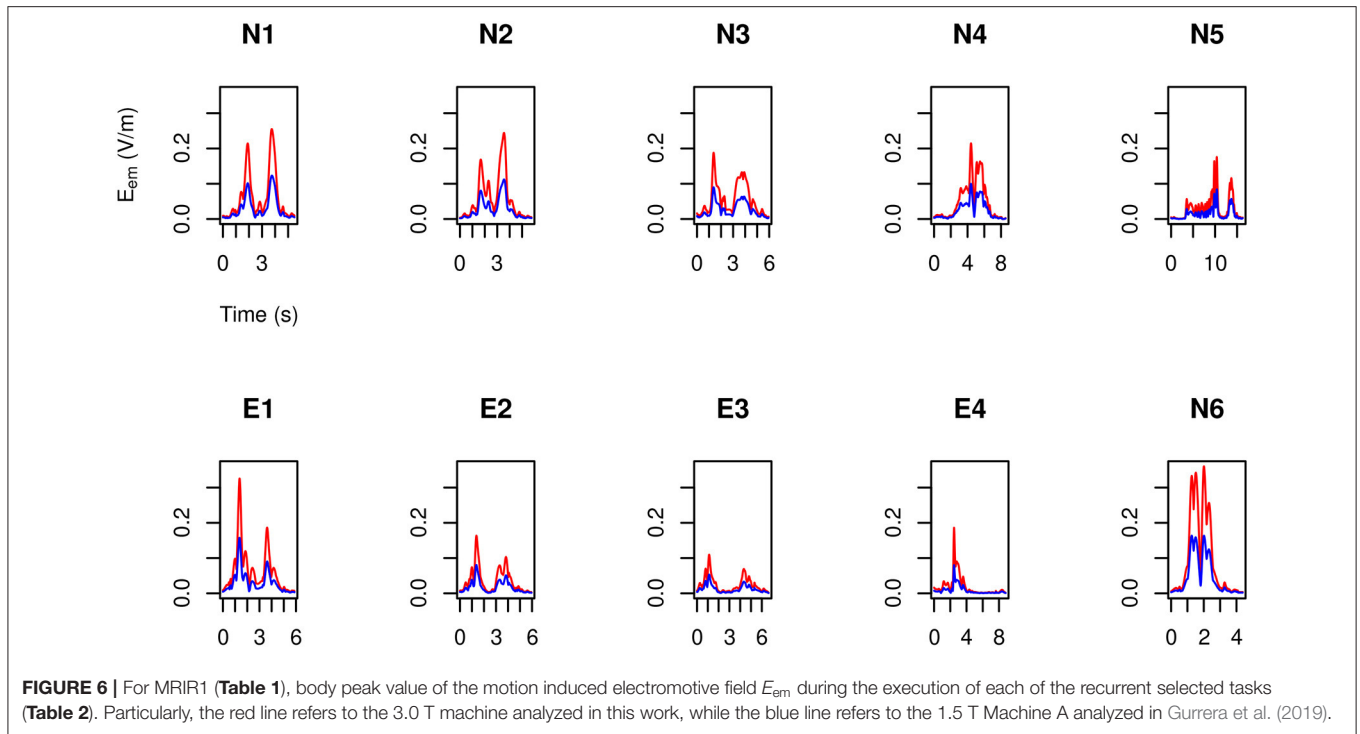 N1 N2 N3 N4 N5
E_em (V/m)
0.0 0.2
0.0 0.2
0.0 0.2
0.0 0.2
0.0 0.2
0 3
0 3
0 3 6
0 4 8
0 10
Time (s)
E1 E2 E3 E4 N6
0.0 0.2
0.0 0.2
0.0 0.2
0.0 0.2
0.0 0.2
0 3 6
0 3 6
0 3 6
0 4 8
0 2 4
FIGURE 6 | For MRIR1 (Table 1), body peak value of the motion induced electromotive field E_em during the execution of each of the recurrent selected tasks
(Table 2). Particularly, the red line refers to the 3.0 T machine analyzed in this work, while the blue line refers to the 1.5 T Machine A analyzed in Gurrera et al. (2019).